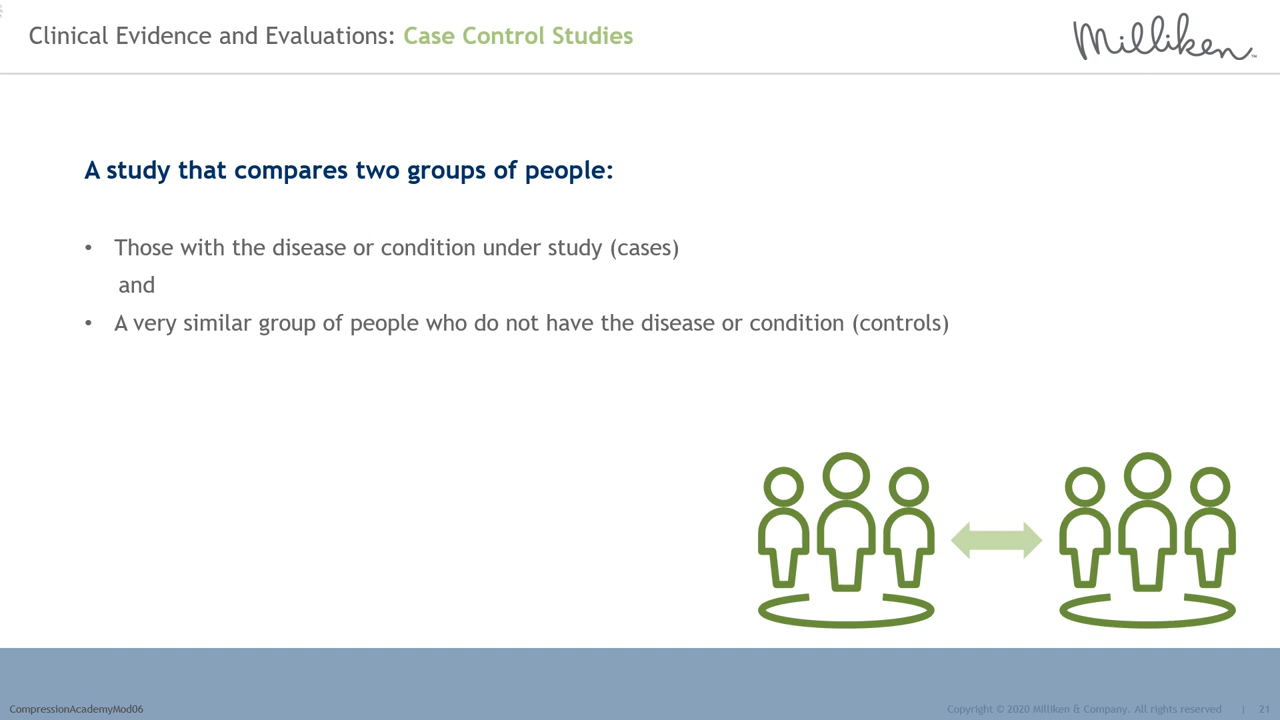 Clinical Evidence and Evaluations: Case Control Studies
Milliken™
A study that compares two groups of people:
• Those with the disease or condition under study (cases)
and
• A very similar group of people who do not have the disease or condition (controls)
CompressionAcademyMod06
Copyright © 2020 Milliken & Company. All rights reserved | 21